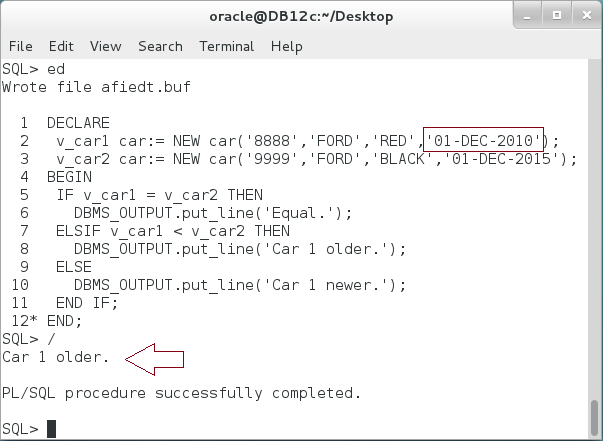 oracle@DB12c:~/Desktop
File Edit View Search Terminal Help
SQL> ed
Wrote file afiedt.buf
1 DECLARE
2 v_car1 car:= NEW car('8888','FORD','RED','01-DEC-2010');
3 v_car2 car:= NEW car('9999','FORD','BLACK','01-DEC-2015');
4 BEGIN
5 IF v_car1 = v_car2 THEN
6 DBMS_OUTPUT.put_line('Equal.');
7 ELSIF v_car1 < v_car2 THEN
8 DBMS_OUTPUT.put_line('Car 1 older.');
9 ELSE
10 DBMS_OUTPUT.put_line('Car 1 newer.');
11 END IF;
12* END;
SQL> /
Car 1 older.
PL/SQL procedure successfully completed.
SQL>